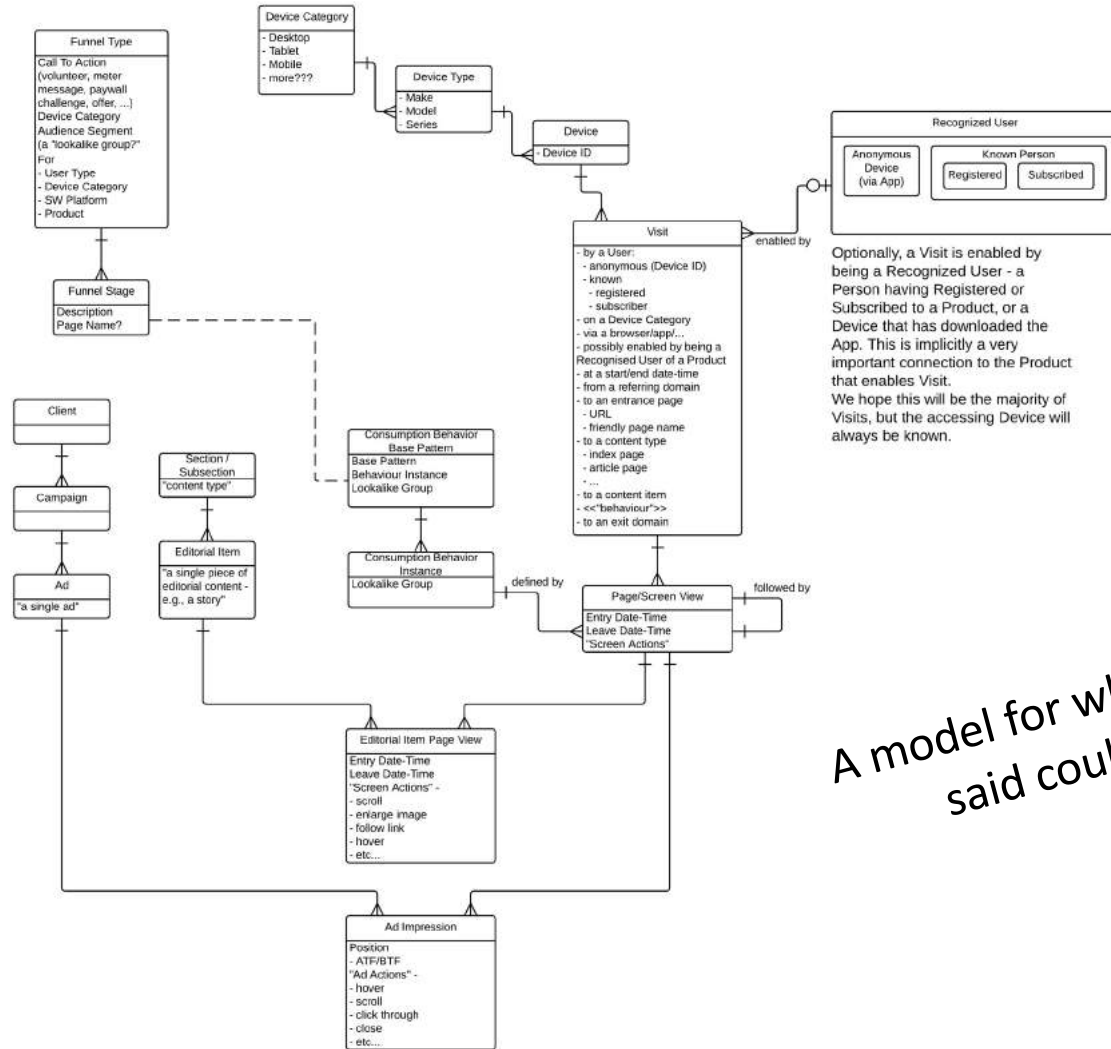 Funnel Type
Call To Action
(volunteer, meter
message, paywall
challenge, offer, ...)
Device Category
Audience Segment
(a "lookalike group?"
For
- User Type
- Device Category
- SW Platform
- Product
Funnel Stage
Description
Page Name?
Device Category
- Desktop
- Tablet
- Mobile
- more???
Device Type
- Make
- Model
- Series
Device
- Device ID
Recognized User
Anonymous
Device
(via App)
Known Person
Registered
Subscribed
enabled by
Optionally, a Visit is enabled by
being a Recognized User - a
Person having Registered or
Subscribed to a Product, or a
Device that has downloaded the
App. This is implicitly a very
important connection to the Product
that enables Visit.
We hope this will be the majority of
Visits, but the accessing Device will
always be known.
Visit
- by a User:
- anonymous (Device ID)
- known
- registered
- subscriber
- on a Device Category
- via a browser/app/...
- possibly enabled by being a
Recognised User of a Product
- at a start/end date-time
- from a referring domain
- to an entrance page
- URL
- friendly page name
- to a content type
- index page
- article page
- ...
- to a content item
- <<"behaviour">>
- to an exit domain
Client
Campaign
Ad
"a single ad"
Section /
Subsection
"content type"
Editorial Item
"a single piece of
editorial content -
e.g., a story"
Consumption Behavior
Base Pattern
Base Pattern
Behaviour Instance
Lookalike Group
Consumption Behavior
Instance
Lookalike Group
defined by
Page/Screen View
Entry Date-Time
Leave Date-Time
"Screen Actions"
followed by
Editorial Item Page View
Entry Date-Time
Leave Date-Time
"Screen Actions" -
- scroll
- enlarge image
- follow link
- hover
- etc...
Ad Impression
Position
- ATF/BTF
"Ad Actions" -
- hover
- scroll
- click through
- close
- etc...
A model for
said